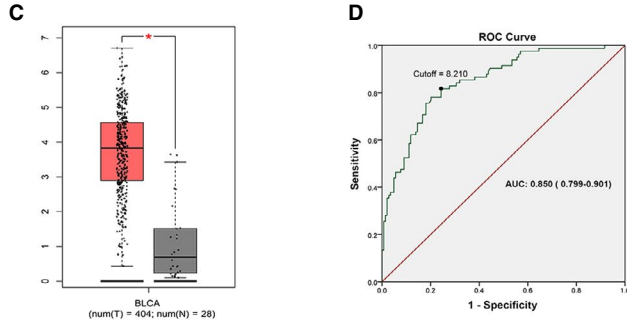 C
7
6
5
4
3
2
1
0
*
BLCA
(num(T) = 404; num(N) = 28)
D
ROC Curve
1.0
0.8
0.6
0.4
0.2
0.0
Sensitivity
Cutoff = 8.210
AUC: 0.850 ( 0.799-0.901)
0.0 0.2 0.4 0.6 0.8 1.0
1 - Specificity